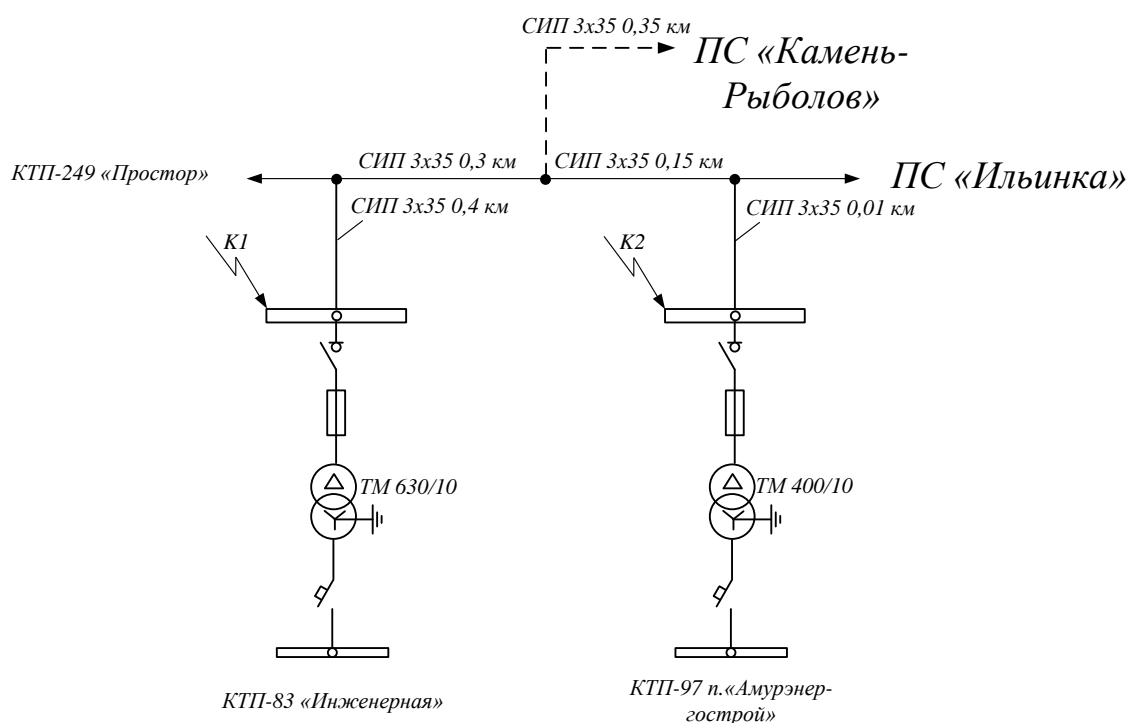 СИП 3х35 0,35 км
ПС «Камень-
Рыболов»
КТП-249 «Простор»
СИП 3х35 0,3 км
СИП 3х35 0,15 км
ПС «Ильинка»
СИП 3х35 0,4 км
СИП 3х35 0,01 км
К1
К2
ТМ 630/10
ТМ 400/10
КТП-83 «Инженерная»
КТП-97 п.«Амурэнер-
гострой»